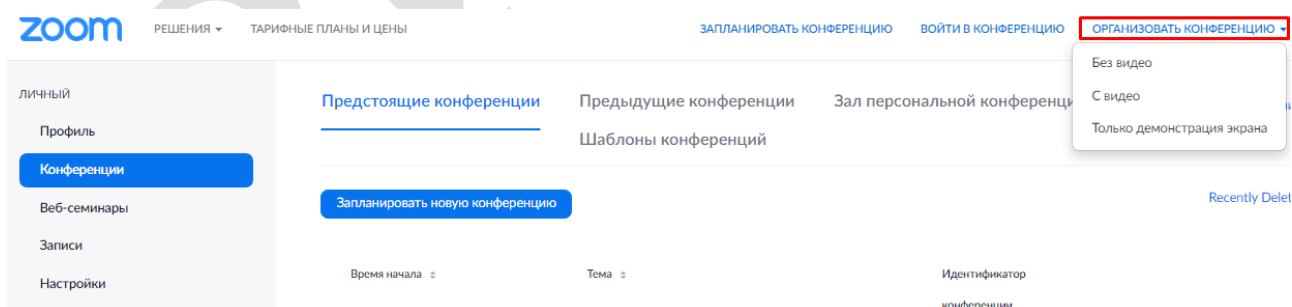 zoom РЕШЕНИЯ ТАРИФНЫЕ ПЛАНЫ И ЦЕНЫ ЗАПЛАНИРОВАТЬ КОНФЕРЕНЦИЮ ВОЙТИ В КОНФЕРЕНЦИЮ ОРГАНИЗОВАТЬ КОНФЕРЕНЦИЮ
Без видео
С видео
Только демонстрация экрана
ЛИЧНЫЙ
Профиль
Конференции
Веб-семинары
Записи
Настройки
Предстоящие конференции Предыдущие конференции Зал персональной конференци
Шаблоны конференций
Запланировать новую конференцию Recently Delet
Время начала Тема Идентификатор
конференции